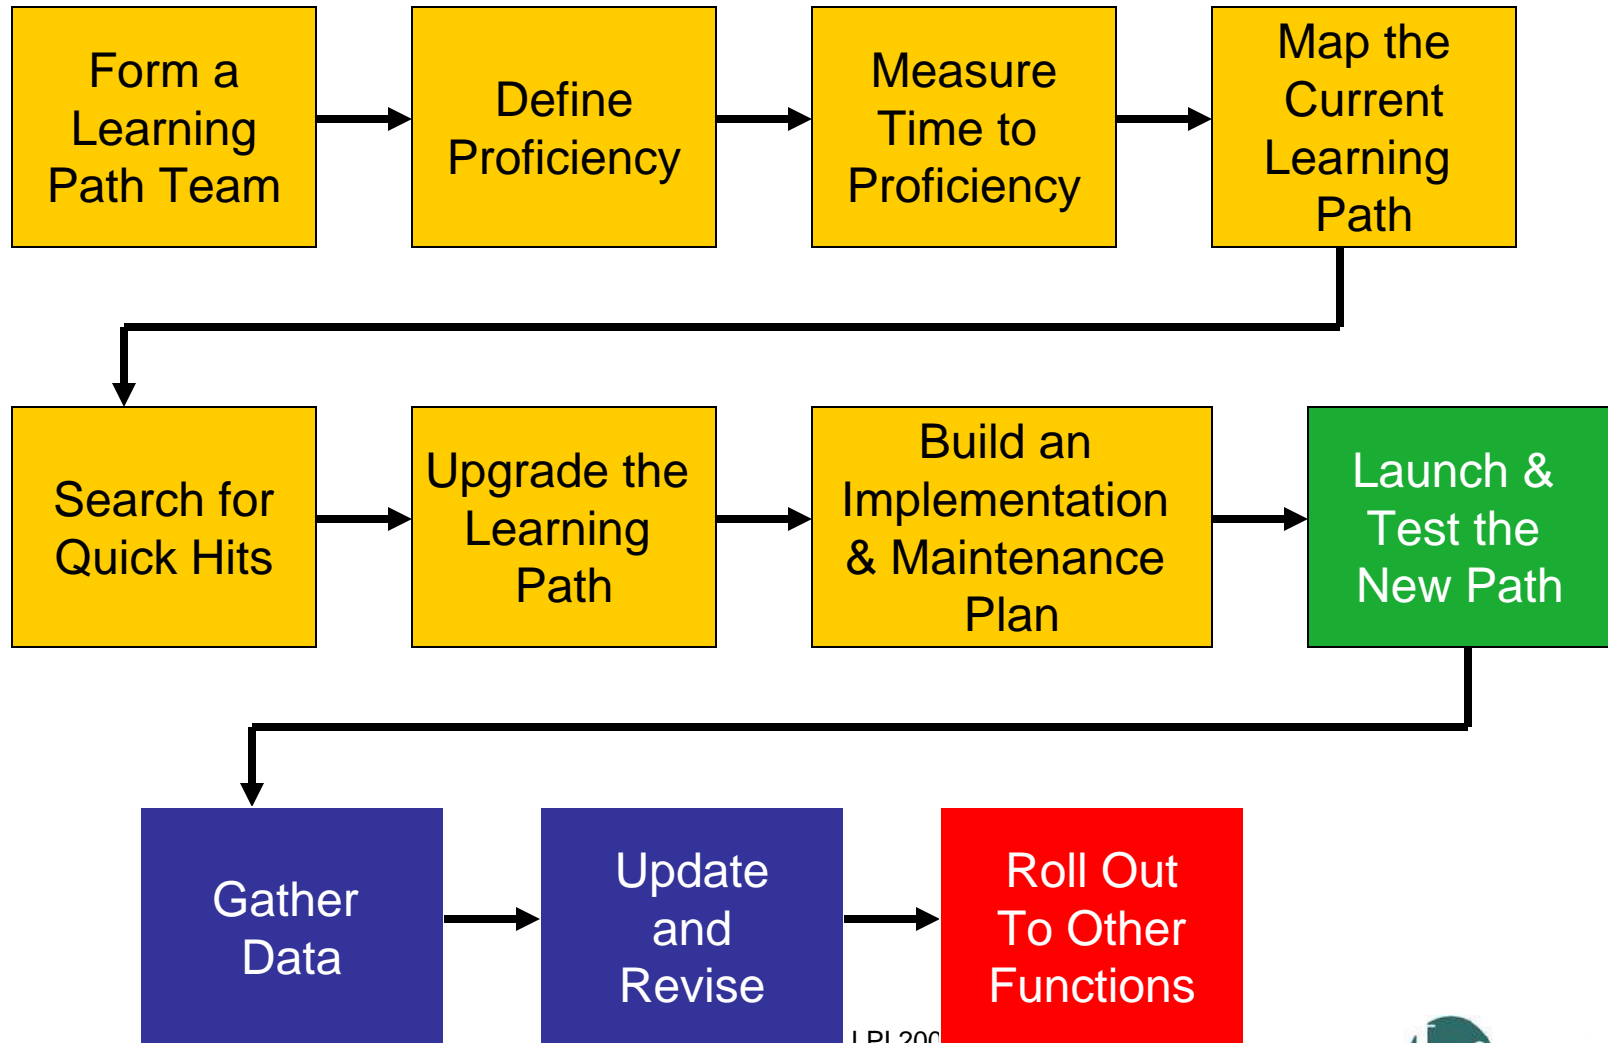 Form a
Learning
Path Team
Define
Proficiency
Measure
Time to
Proficiency
Map the
Current
Learning
Path
Search for
Quick Hits
Upgrade the
Learning
Path
Build an
Implementation
& Maintenance
Plan
Launch &
Test the
New Path
Gather
Data
Update
and
Revise
Roll Out
To Other
Functions